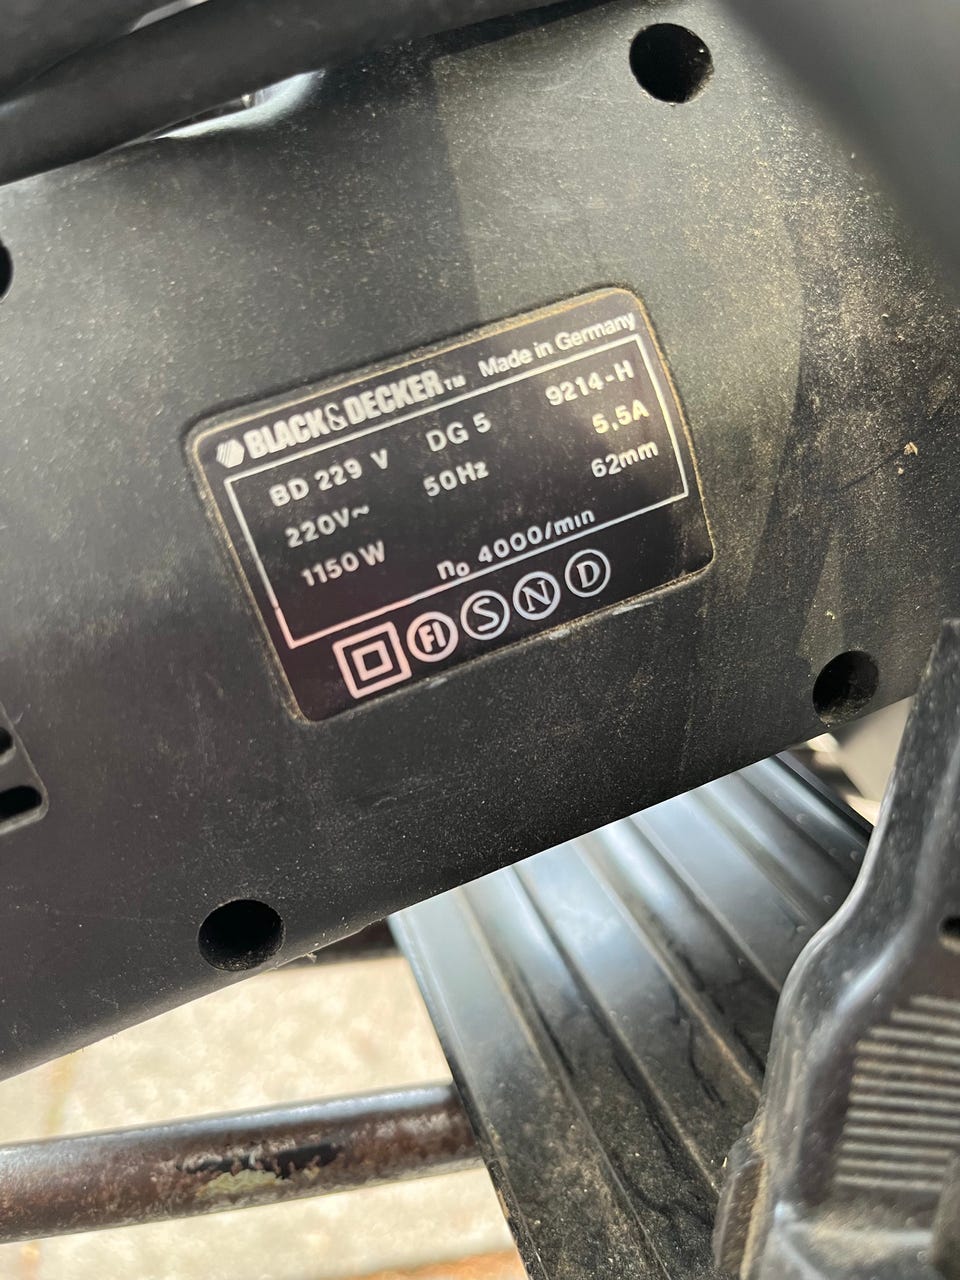 BLACK&DECKER™ Made in Germany
BD 229 V DG 5 9214-H
220V~ 50Hz 5,5A
1150W 62mm
n₀ 4000/min
FI S N D